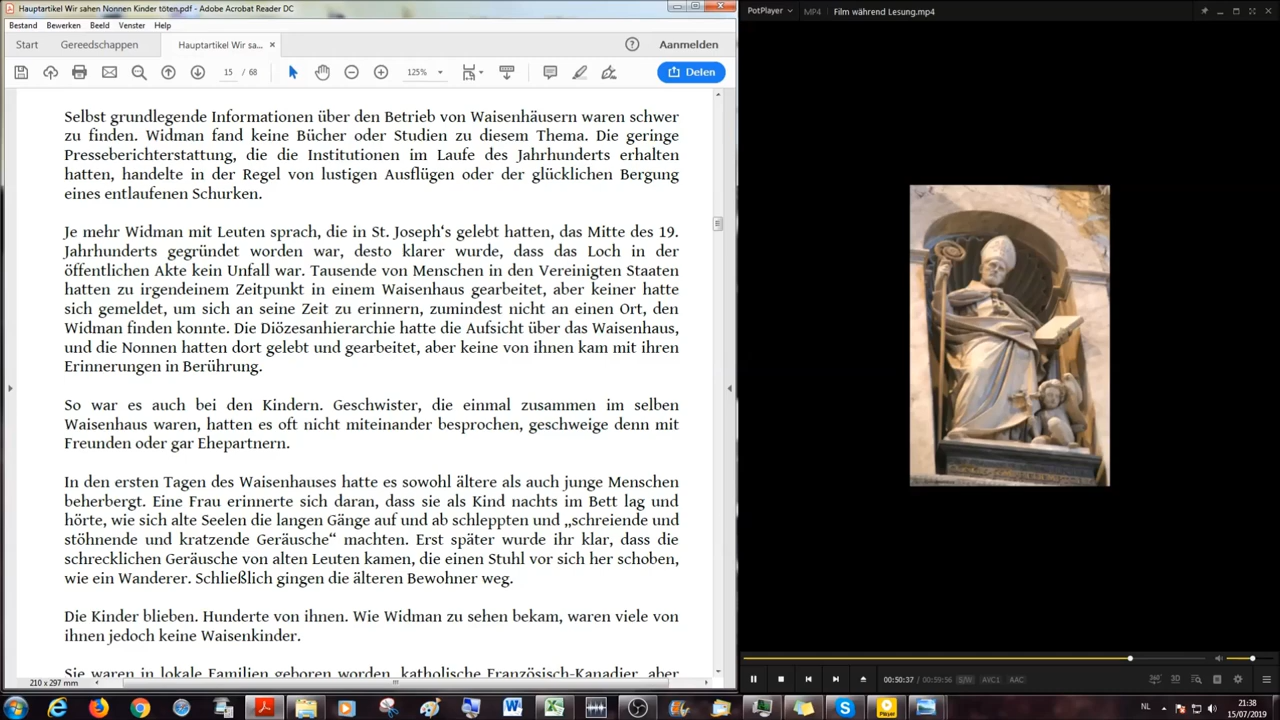 Hauptartikel Wir sahen Nonnen Kinder töten.pdf - Adobe Acrobat Reader DC
Bestand Bewerken Beeld Venster Help
Start Gereedschappen Hauptartikel Wir sa... × Aanmelden
15 / 68 125% Delen
Selbst grundlegende Informationen über den Betrieb von Waisenhäusern waren schwer
zu finden. Widman fand keine Bücher oder Studien zu diesem Thema. Die geringe
Presseberichterstattung, die die Institutionen im Laufe des Jahrhunderts erhalten
hatten, handelte in der Regel von lustigen Ausflügen oder der glücklichen Bergung
eines entlaufenen Schurken.
Je mehr Widman mit Leuten sprach, die in St. Joseph's gelebt hatten, das Mitte des 19.
Jahrhunderts gegründet worden war, desto klarer wurde, dass das Loch in der
öffentlichen Akte kein Unfall war. Tausende von Menschen in den Vereinigten Staaten
hatten zu irgendeinem Zeitpunkt in einem Waisenhaus gearbeitet, aber keiner hatte
sich gemeldet, um sich an seine Zeit zu erinnern, zumindest nicht an einen Ort, den
Widman finden konnte. Die Diözesanhierarchie hatte die Aufsicht über das Waisenhaus,
und die Nonnen hatten dort gelebt und gearbeitet, aber keine von ihnen kam mit ihren
Erinnerungen in Berührung.
So war es auch bei den Kindern. Geschwister, die einmal zusammen im selben
Waisenhaus waren, hatten es oft nicht miteinander besprochen, geschweige denn mit
Freunden oder gar Ehepartnern.
In den ersten Tagen des Waisenhauses hatte es sowohl ältere als auch junge Menschen
beherbergt. Eine Frau erinnerte sich daran, dass sie als Kind nachts im Bett lag und
hörte, wie sich alte Seelen die langen Gänge auf und ab schleppten und „schreiende und
stöhnende und kratzende Geräusche“ machten. Erst später wurde ihr klar, dass die
schrecklichen Geräusche von alten Leuten kamen, die einen Stuhl vor sich her schoben,
wie ein Wanderer. Schließlich gingen die älteren Bewohner weg.
Die Kinder blieben. Hunderte von ihnen. Wie Widman zu sehen bekam, waren viele von
ihnen jedoch keine Waisenkinder.
Sie waren in lokale Familien geboren worden, katholische Französisch-Kanadier, aber
210 x 297 mm
PotPlayer MP4 Film während Lesung.mp4
00:50:37 / 00:59:56 S/W AVC1 AAC
360° 3D
NL 21:38
15/07/2019